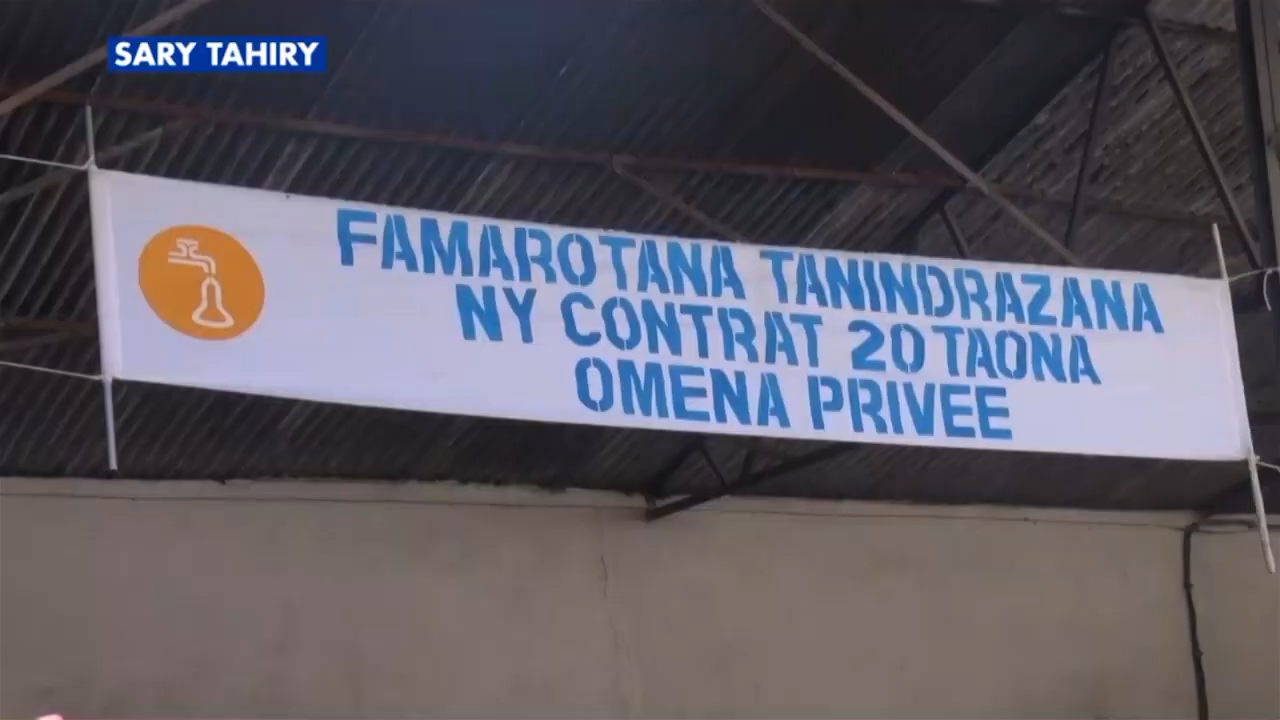 SARY TAHIRY
FAMAROTANA TANINDRAZANA
NY CONTRAT 20 TAONA
OMENA PRIVEE